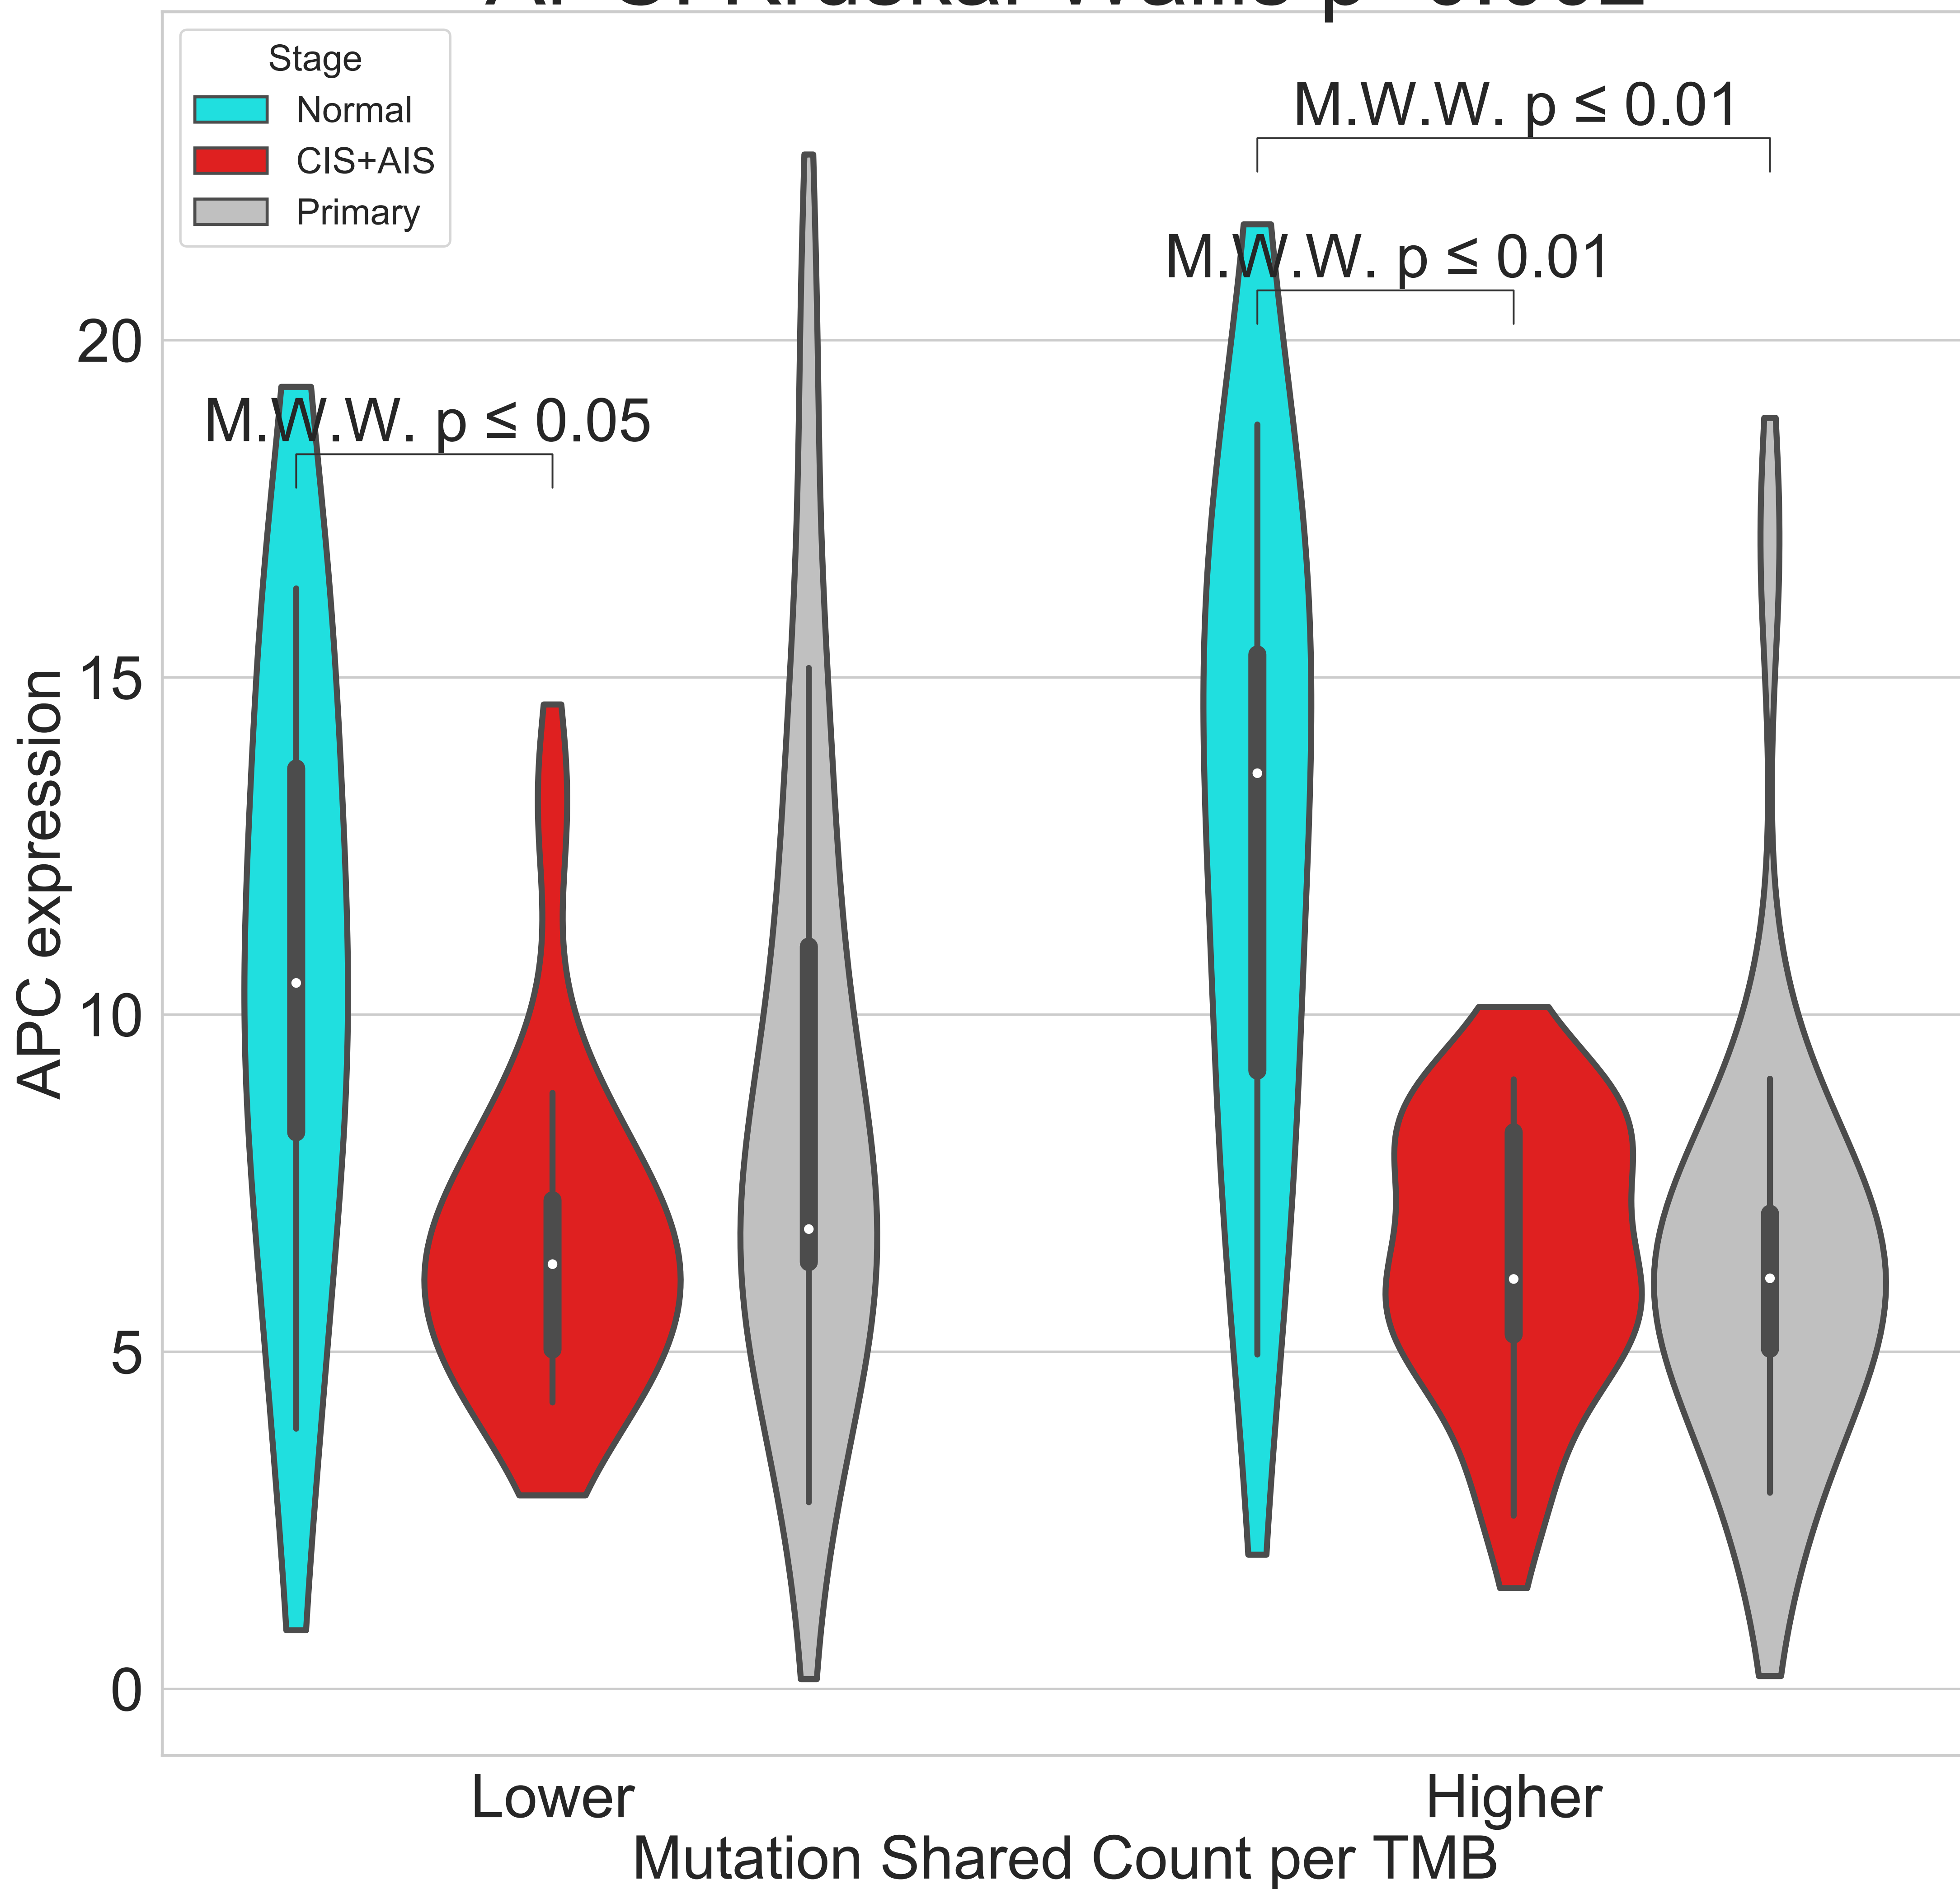 Stage
Normal
CIS+AIS
Primary
M.W.W. p ≤ 0.01
M.W.W. p ≤ 0.01
M.W.W. p ≤ 0.05
20
15
10
5
0
APC expression
Lower
Higher
Mutation Shared Count per TMB